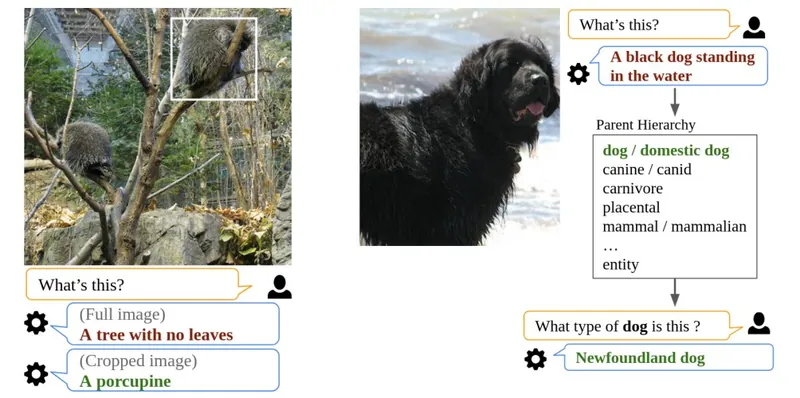 What's this?
(Full image)
A tree with no leaves
(Cropped image)
A porcupine
What's this?
A black dog standing
in the water
Parent Hierarchy
dog / domestic dog
canine / canid
carnivore
placental
mammal / mammalian
…
entity
What type of dog is this ?
Newfoundland dog